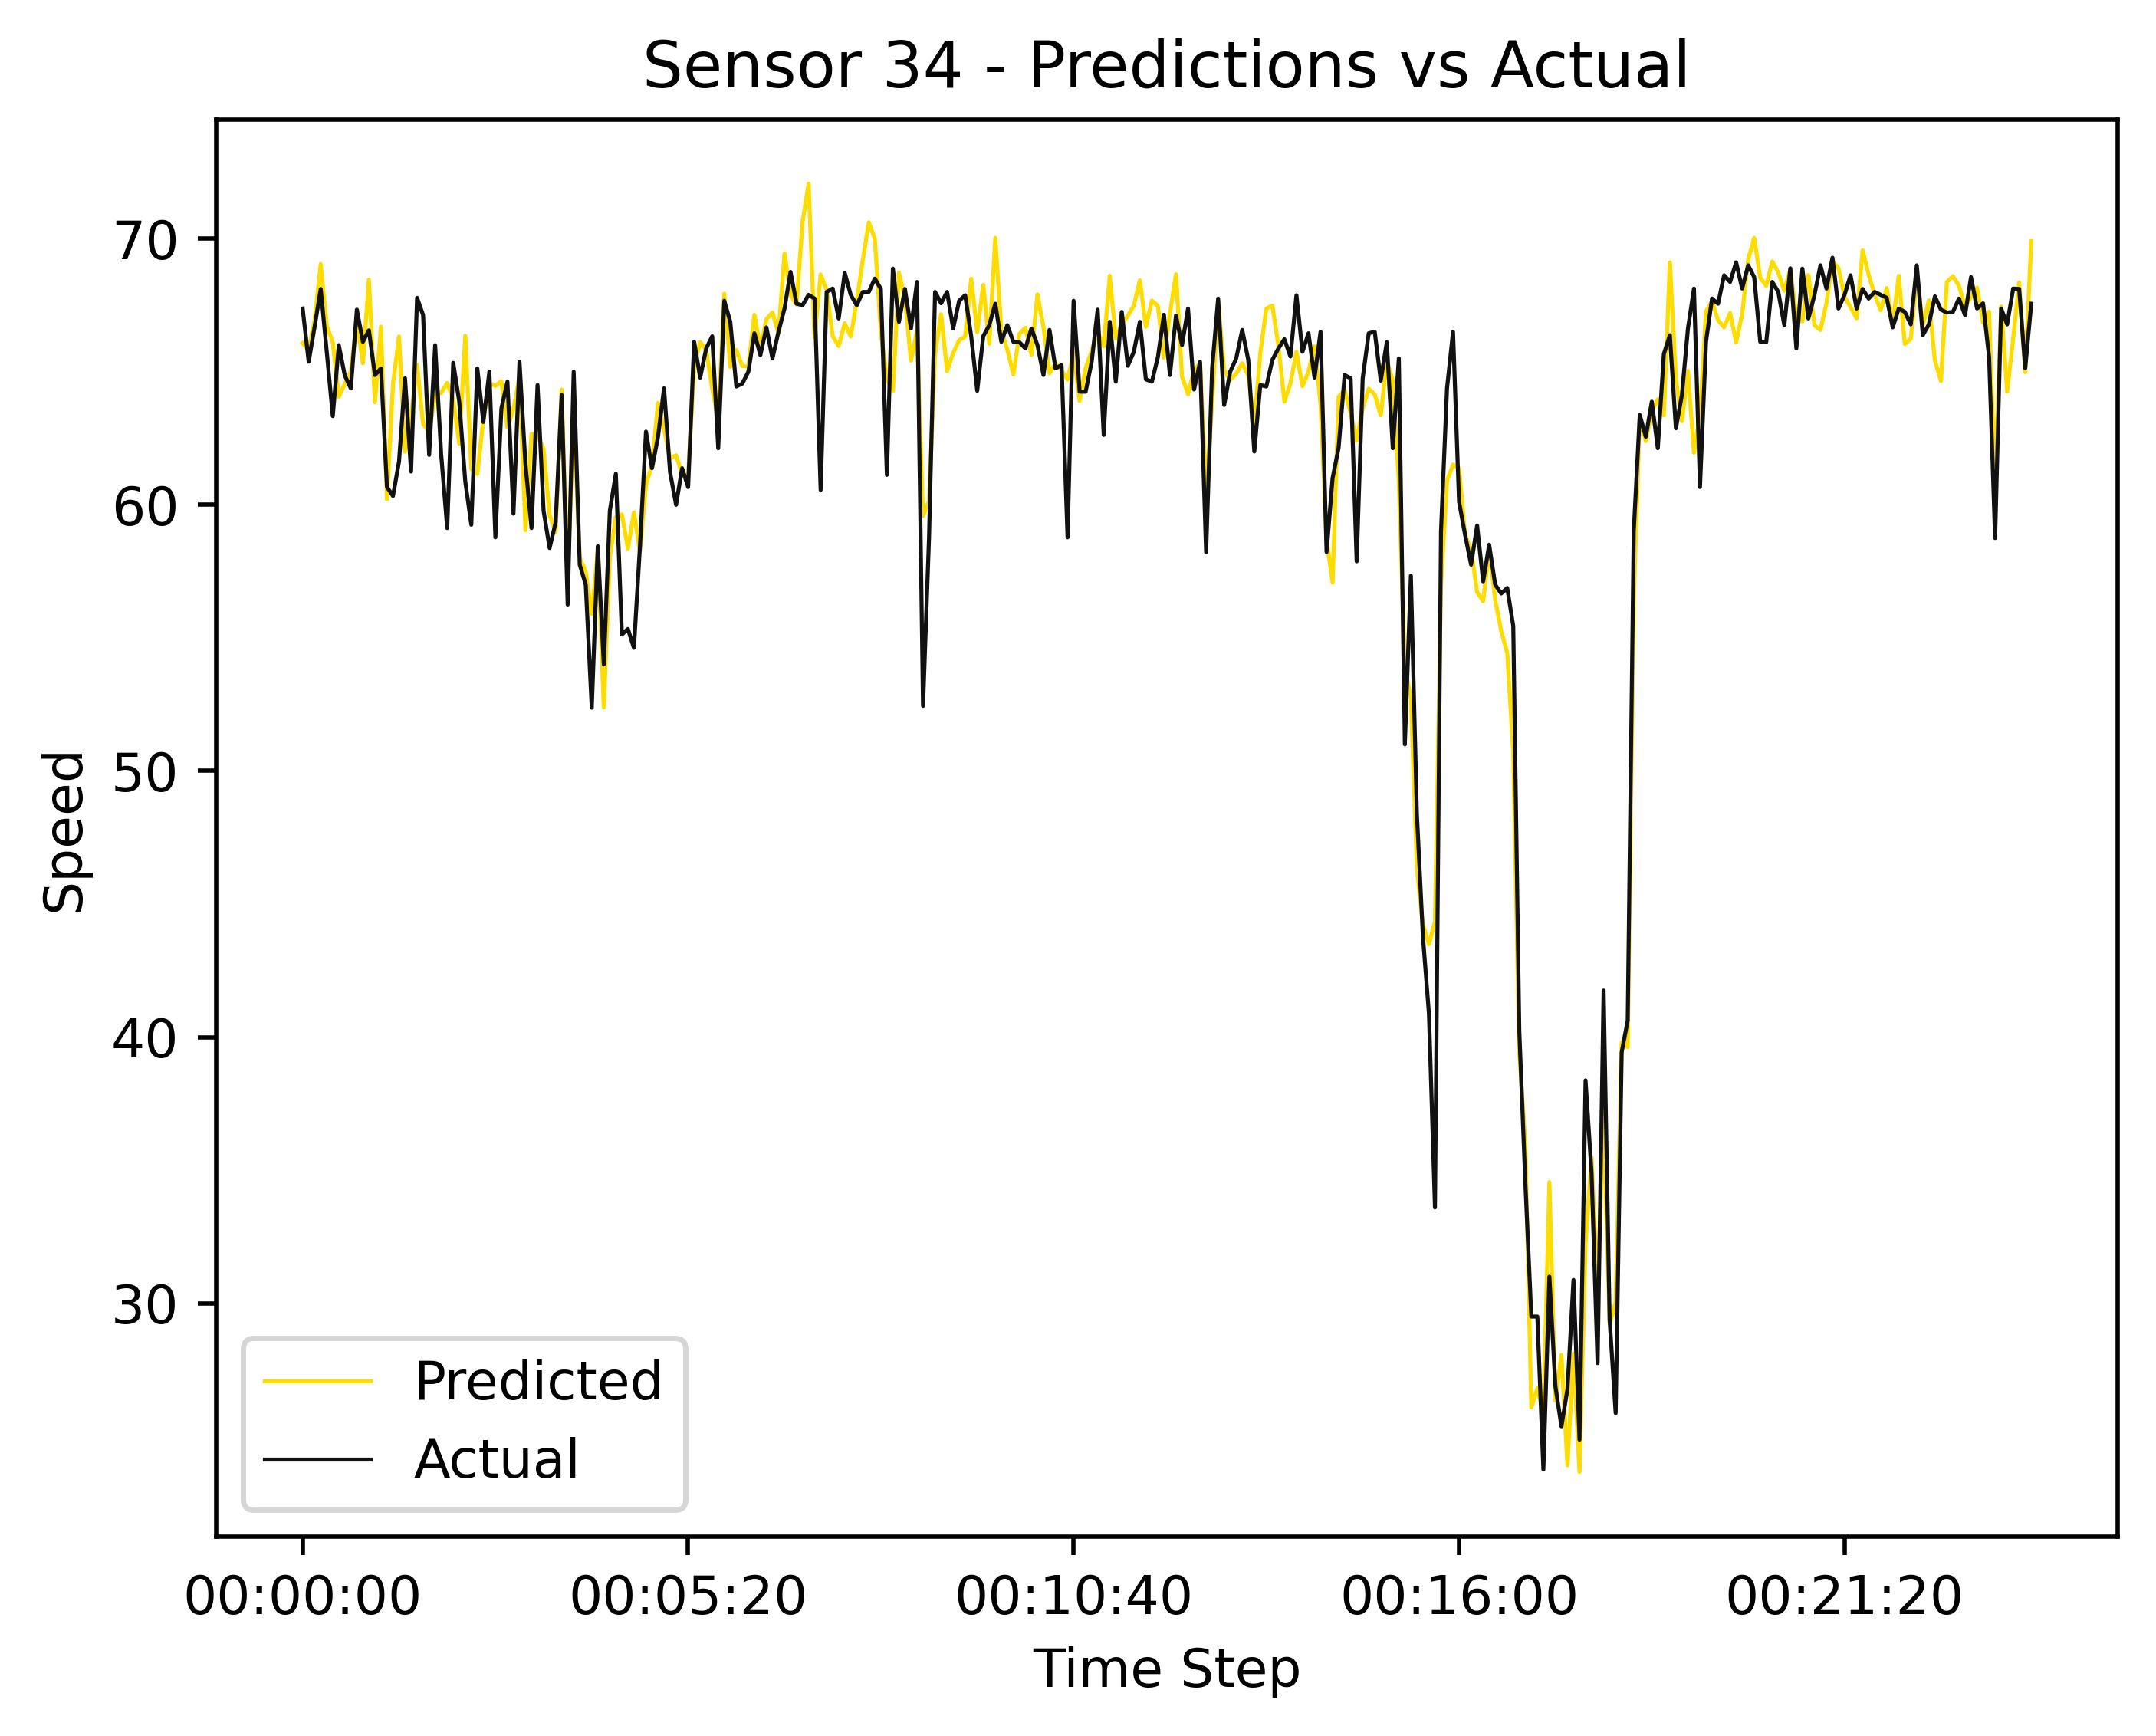 Sensor 34 - Predictions vs Actual
70
60
50
40
30
Speed
Predicted
Actual
00:00:00 00:05:20 00:10:40 00:16:00 00:21:20
Time Step